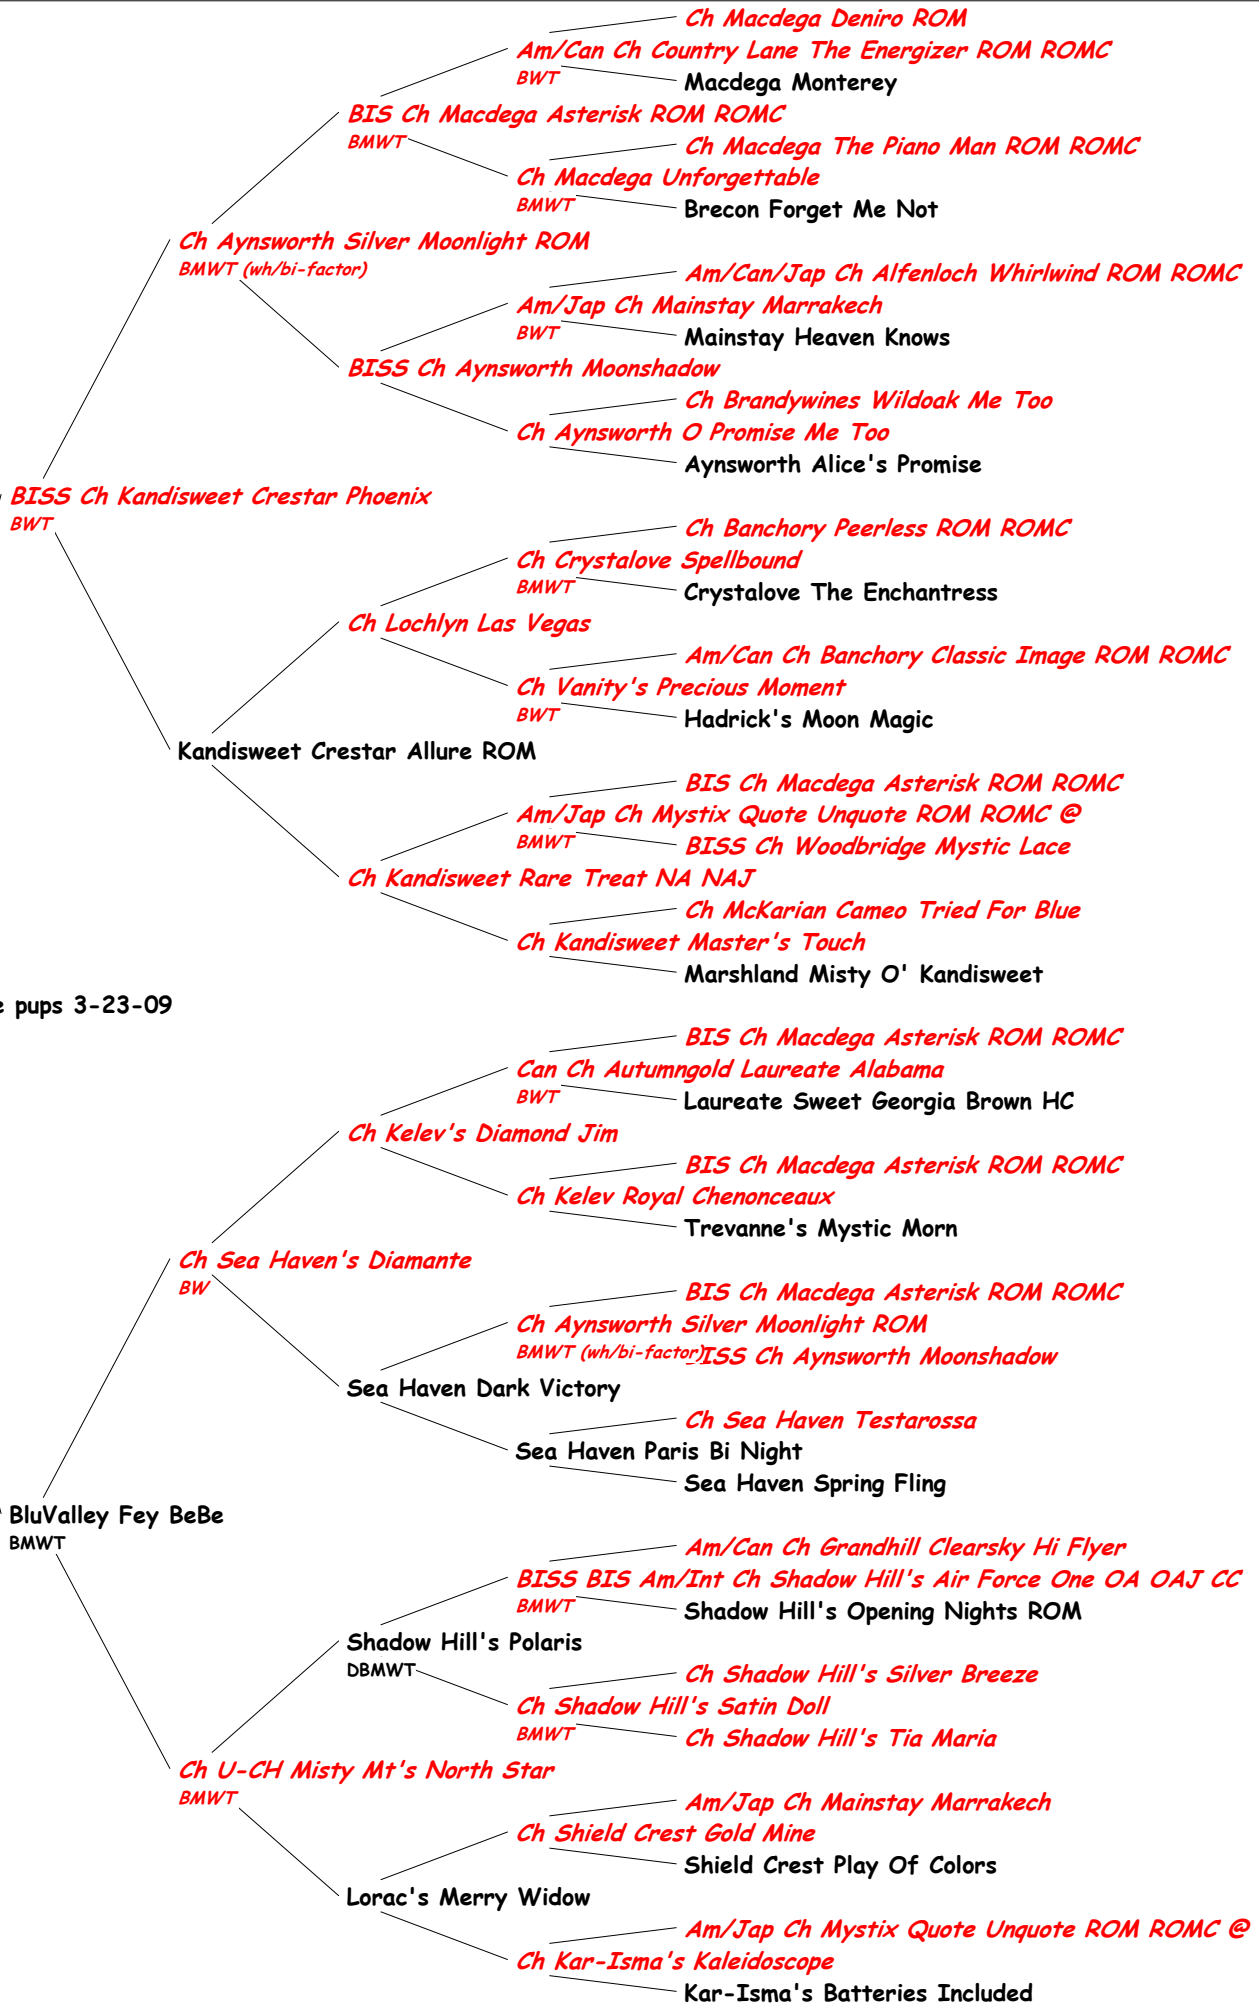 Ch Macdega Deniro ROM
Am/Can Ch Country Lane The Energizer ROM ROMC
BWT
Macdega Monterey
BIS Ch Macdega Asterisk ROM ROMC
BMWT
Ch Macdega The Piano Man ROM ROMC
Ch Macdega Unforgettable
BMWT
Brecon Forget Me Not
Ch Aynsworth Silver Moonlight ROM
BMWT (wh/bi-factor)
Am/Can/Jap Ch Alfenloch Whirlwind ROM ROMC
Am/Jap Ch Mainstay Marrakech
BWT
Mainstay Heaven Knows
BISS Ch Aynsworth Moonshadow
Ch Brandywines Wildoak Me Too
Ch Aynsworth O Promise Me Too
Aynsworth Alice's Promise
BISS Ch Kandisweet Crestar Phoenix
BWT
Ch Banchory Peerless ROM ROMC
Ch Crystalove Spellbound
BMWT
Crystalove The Enchantress
Ch Lochlyn Las Vegas
Am/Can Ch Banchory Classic Image ROM ROMC
Ch Vanity's Precious Moment
BWT
Hadrick's Moon Magic
Kandisweet Crestar Allure ROM
BIS Ch Macdega Asterisk ROM ROMC
Am/Jap Ch Mystix Quote Unquote ROM ROMC @
BMWT
BISS Ch Woodbridge Mystic Lace
Ch Kandisweet Rare Treat NA NAJ
Ch McKarian Cameo Tried For Blue
Ch Kandisweet Master's Touch
Marshland Misty O' Kandisweet
pups 3-23-09
BIS Ch Macdega Asterisk ROM ROMC
Can Ch Autumngold Laureate Alabama
BWT
Laureate Sweet Georgia Brown HC
Ch Kelev's Diamond Jim
BIS Ch Macdega Asterisk ROM ROMC
Ch Kelev Royal Chenonceaux
Trevanne's Mystic Morn
Ch Sea Haven's Diamante
BW
BIS Ch Macdega Asterisk ROM ROMC
Ch Aynsworth Silver Moonlight ROM
BMWT (wh/bi-factor)
ISS Ch Aynsworth Moonshadow
Sea Haven Dark Victory
Ch Sea Haven Testarossa
Sea Haven Paris Bi Night
Sea Haven Spring Fling
BluValley Fey BeBe
BMWT
Am/Can Ch Grandhill Clearsky Hi Flyer
BISS BIS Am/Int Ch Shadow Hill's Air Force One OA OAJ CC
BMWT
Shadow Hill's Opening Nights ROM
Shadow Hill's Polaris
DBMWT
Ch Shadow Hill's Silver Breeze
Ch Shadow Hill's Satin Doll
BMWT
Ch Shadow Hill's Tia Maria
Ch U-CH Misty Mt's North Star
BMWT
Am/Jap Ch Mainstay Marrakech
Ch Shield Crest Gold Mine
Shield Crest Play Of Colors
Lorac's Merry Widow
Am/Jap Ch Mystix Quote Unquote ROM ROMC @
Ch Kar-Isma's Kaleidoscope
Kar-Isma's Batteries Included